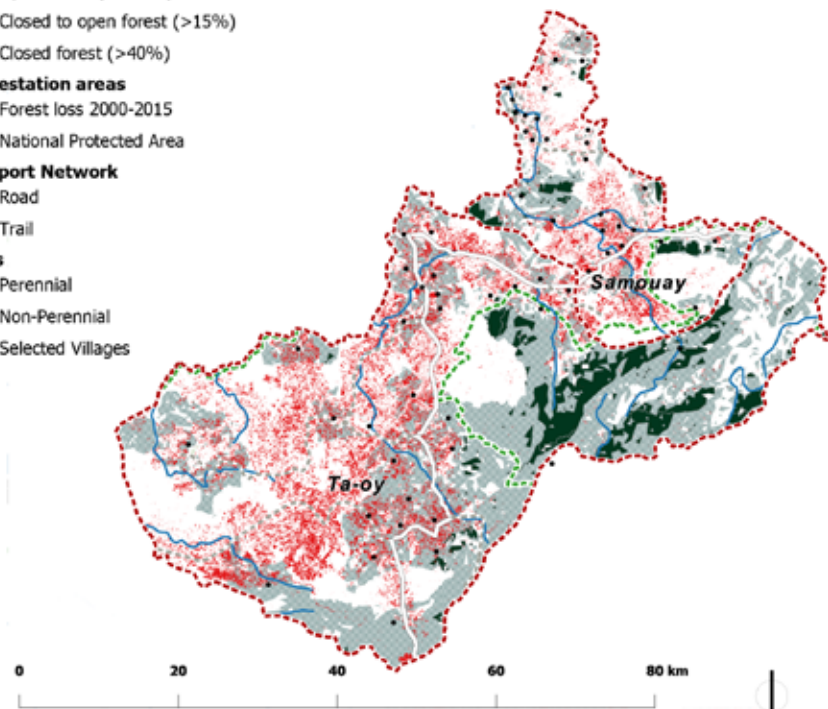 Closed to open forest (>15%)
Closed forest (>40%)
estation areas
Forest loss 2000-2015
National Protected Area
port Network
Road
Trail
s
Perennial
Non-Perennial
Selected Villages
Samouay
Ta-oy
0 20 40 60 80 km